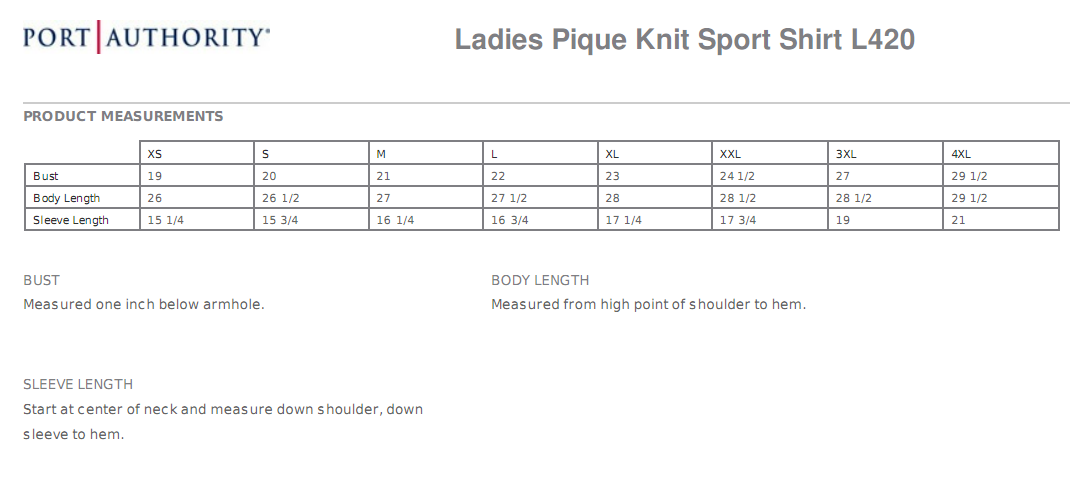 PORT AUTHORITY®
Ladies Pique Knit Sport Shirt L420
PRODUCT MEASUREMENTS
XS S M L XL XXL 3XL 4XL
Bust 19 20 21 22 23 24 1/2 27 29 1/2
Body Length 26 26 1/2 27 27 1/2 28 28 1/2 28 1/2 29 1/2
Sleeve Length 15 1/4 15 3/4 16 1/4 16 3/4 17 1/4 17 3/4 19 21
BUST
Measured one inch below armhole.
BODY LENGTH
Measured from high point of shoulder to hem.
SLEEVE LENGTH
Start at center of neck and measure down shoulder, down
sleeve to hem.